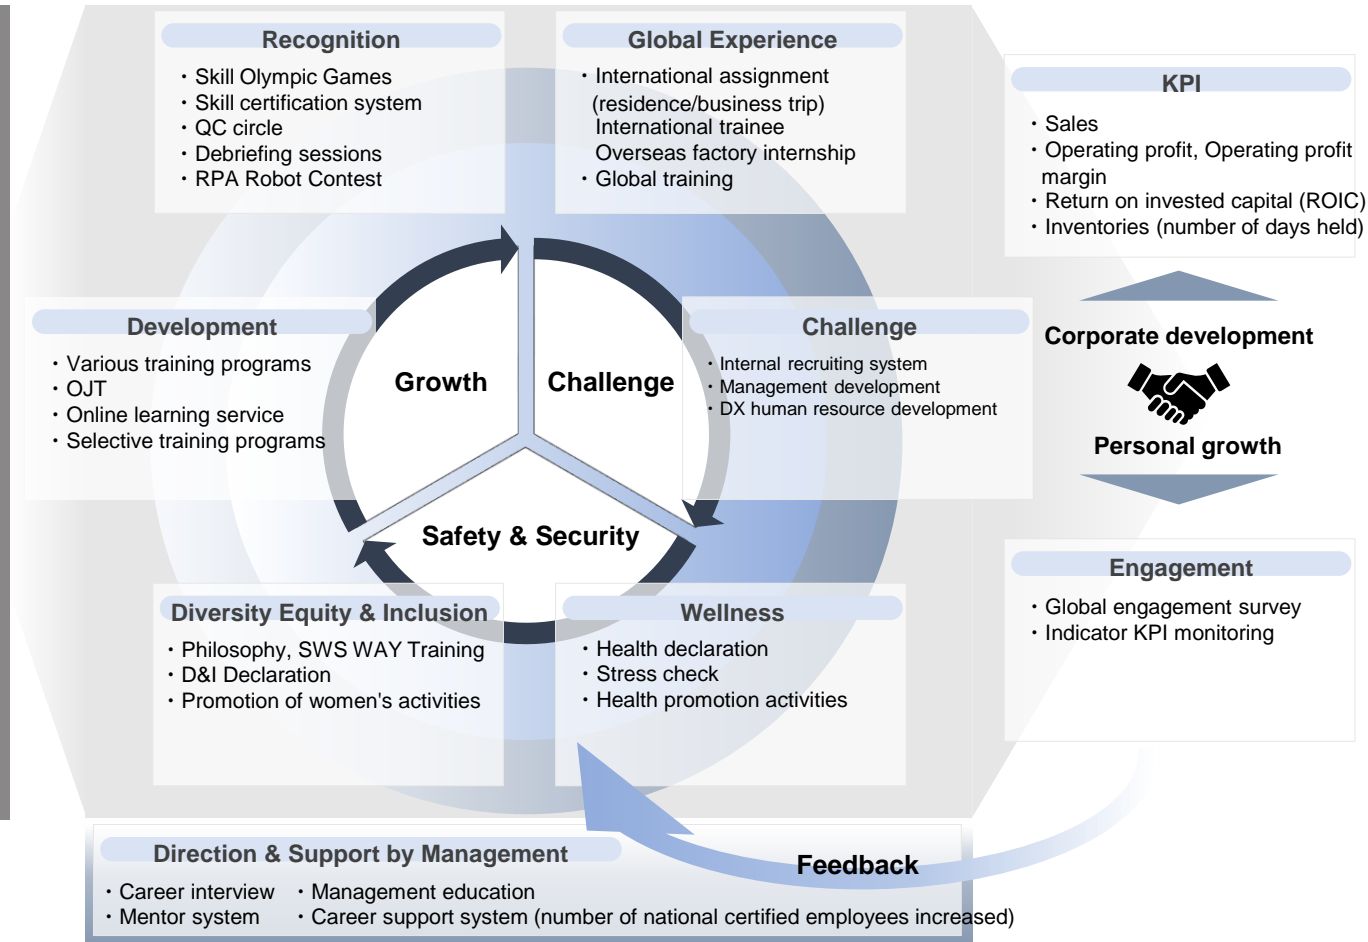 Recognition
・Skill Olympic Games
・Skill certification system
・QC circle
・Debriefing sessions
・RPA Robot Contest
Global Experience
・International assignment
(residence/business trip)
International trainee
Overseas factory internship
・Global training
KPI
・Sales
・Operating profit, Operating profit
margin
・Return on invested capital (ROIC)
・Inventories (number of days held)
Development
・Various training programs
・OJT
・Online learning service
・Selective training programs
Growth
Challenge
Safety & Security
Challenge
・Internal recruiting system
・Management development
・DX human resource development
Corporate development
Personal growth
Diversity Equity & Inclusion
・Philosophy, SWS WAY Training
・D&I Declaration
・Promotion of women's activities
Wellness
・Health declaration
・Stress check
・Health promotion activities
Engagement
・Global engagement survey
・Indicator KPI monitoring
Feedback
Direction & Support by Management
・Career interview ・Management education
・Mentor system ・Career support system (number of national certified employees increased)